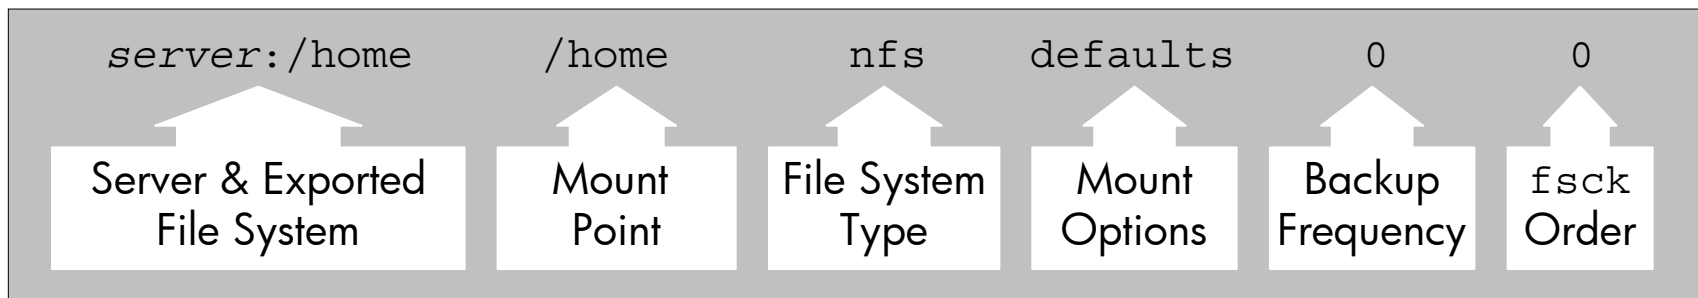 server:/home /home nfs defaults 0 0
Server & Exported Mount File System Mount Backup fsck
File System Point Type Options Frequency Order